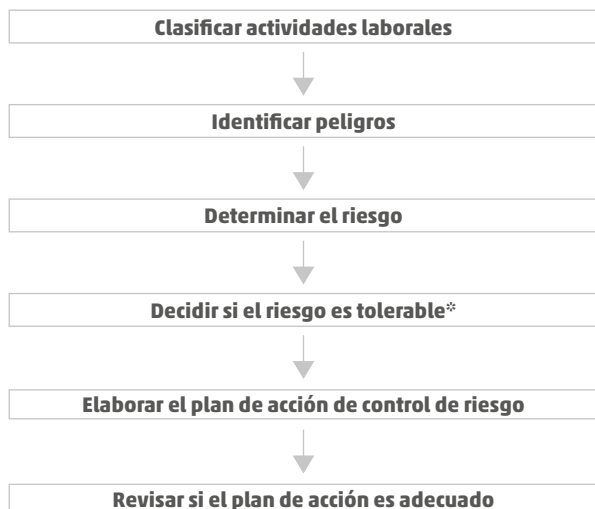 Clasificar actividades laborales
Identificar peligros
Determinar el riesgo
Decidir si el riesgo es tolerable*
Elaborar el plan de acción de control de riesgo
Revisar si el plan de acción es adecuado